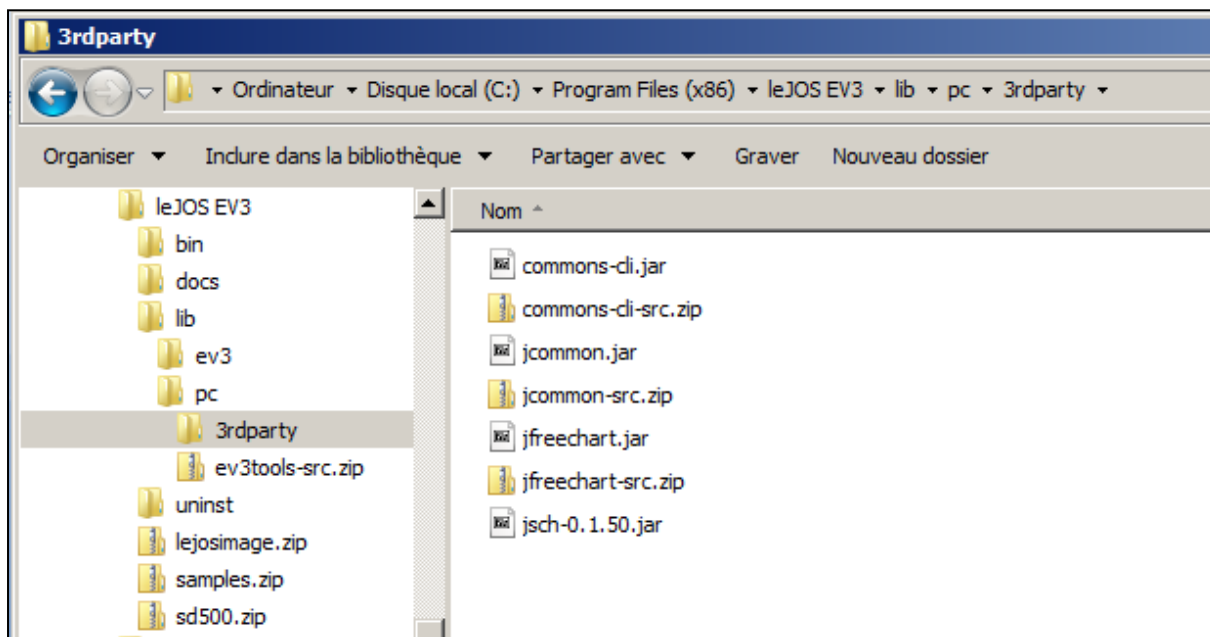 3rdparty
Ordinateur Disque local (C:) Program Files (x86) leJOS EV3 lib pc 3rdparty
Organiser Inclure dans la bibliothèque Partager avec Graver Nouveau dossier
leJOS EV3
bin
docs
lib
ev3
pc
3rdparty
ev3tools-src.zip
uninst
lejosimage.zip
samples.zip
sd500.zip
Nom
commons-cli.jar
commons-cli-src.zip
jcommon.jar
jcommon-src.zip
jfreechart.jar
jfreechart-src.zip
jsch-0.1.50.jar